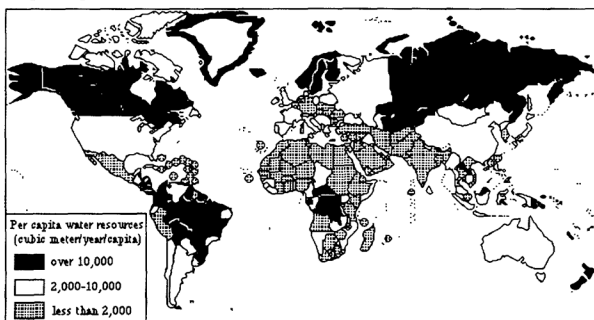 Per capita water resources
(cubic meter/year/capita)
over 10,000
2,000-10,000
less than 2,000